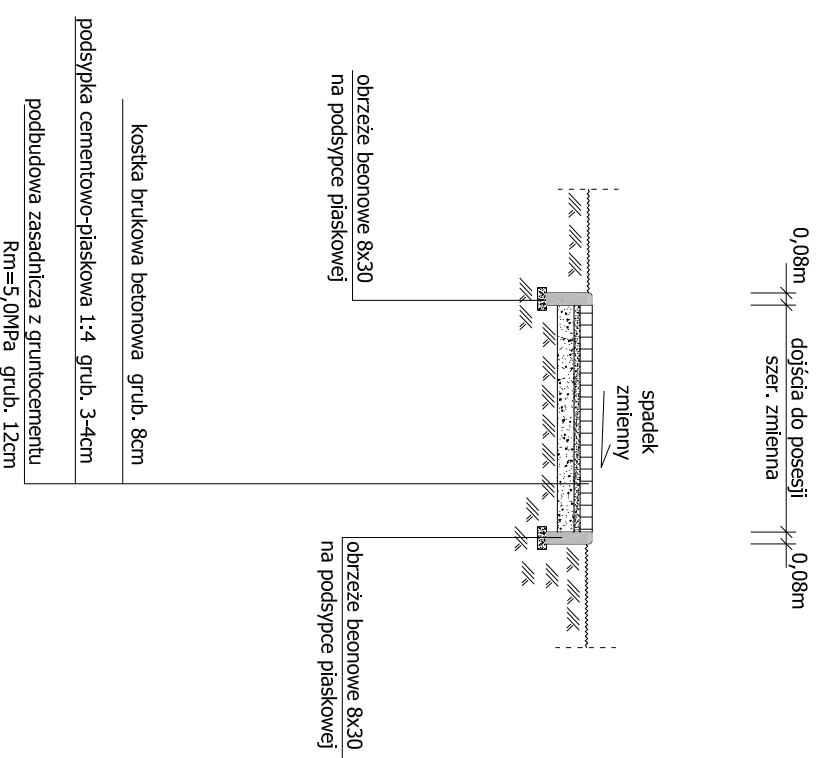 0,08m
dojścia do posesji
szer. zmienna
0,08m
spadek
zmienny
obrzeże beonowe 8x30
na podsypce piaskowej
obrzeże beonowe 8x30
na podsypce piaskowej
kostka brukowa betonowa grub. 8cm
podsypka cementowo-piaskowa 1:4 grub. 3-4cm
podbudowa zasadnicza z gruntocementu
Rm=5,0MPa grub. 12cm